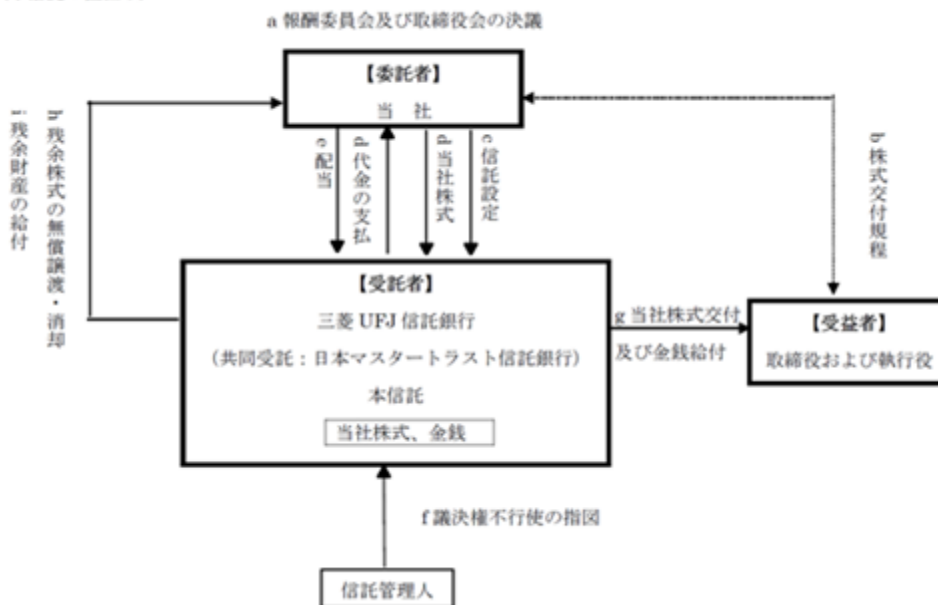 a 報酬委員会及び取締役会の決議
【委託者】
当 社
i 残余財産の給付
h 残余株式の無償譲渡・消却
e 配当
d 代金の支払
d 当社株式
c 信託設定
b 株式交付規程
【受託者】
三菱 UFJ 信託銀行
(共同受託:日本マスタートラスト信託銀行)
本信託
当社株式、金銭
g 当社株式交付
及び金銭給付
【受益者】
取締役および執行役
f 議決権不行使の指図
信託管理人